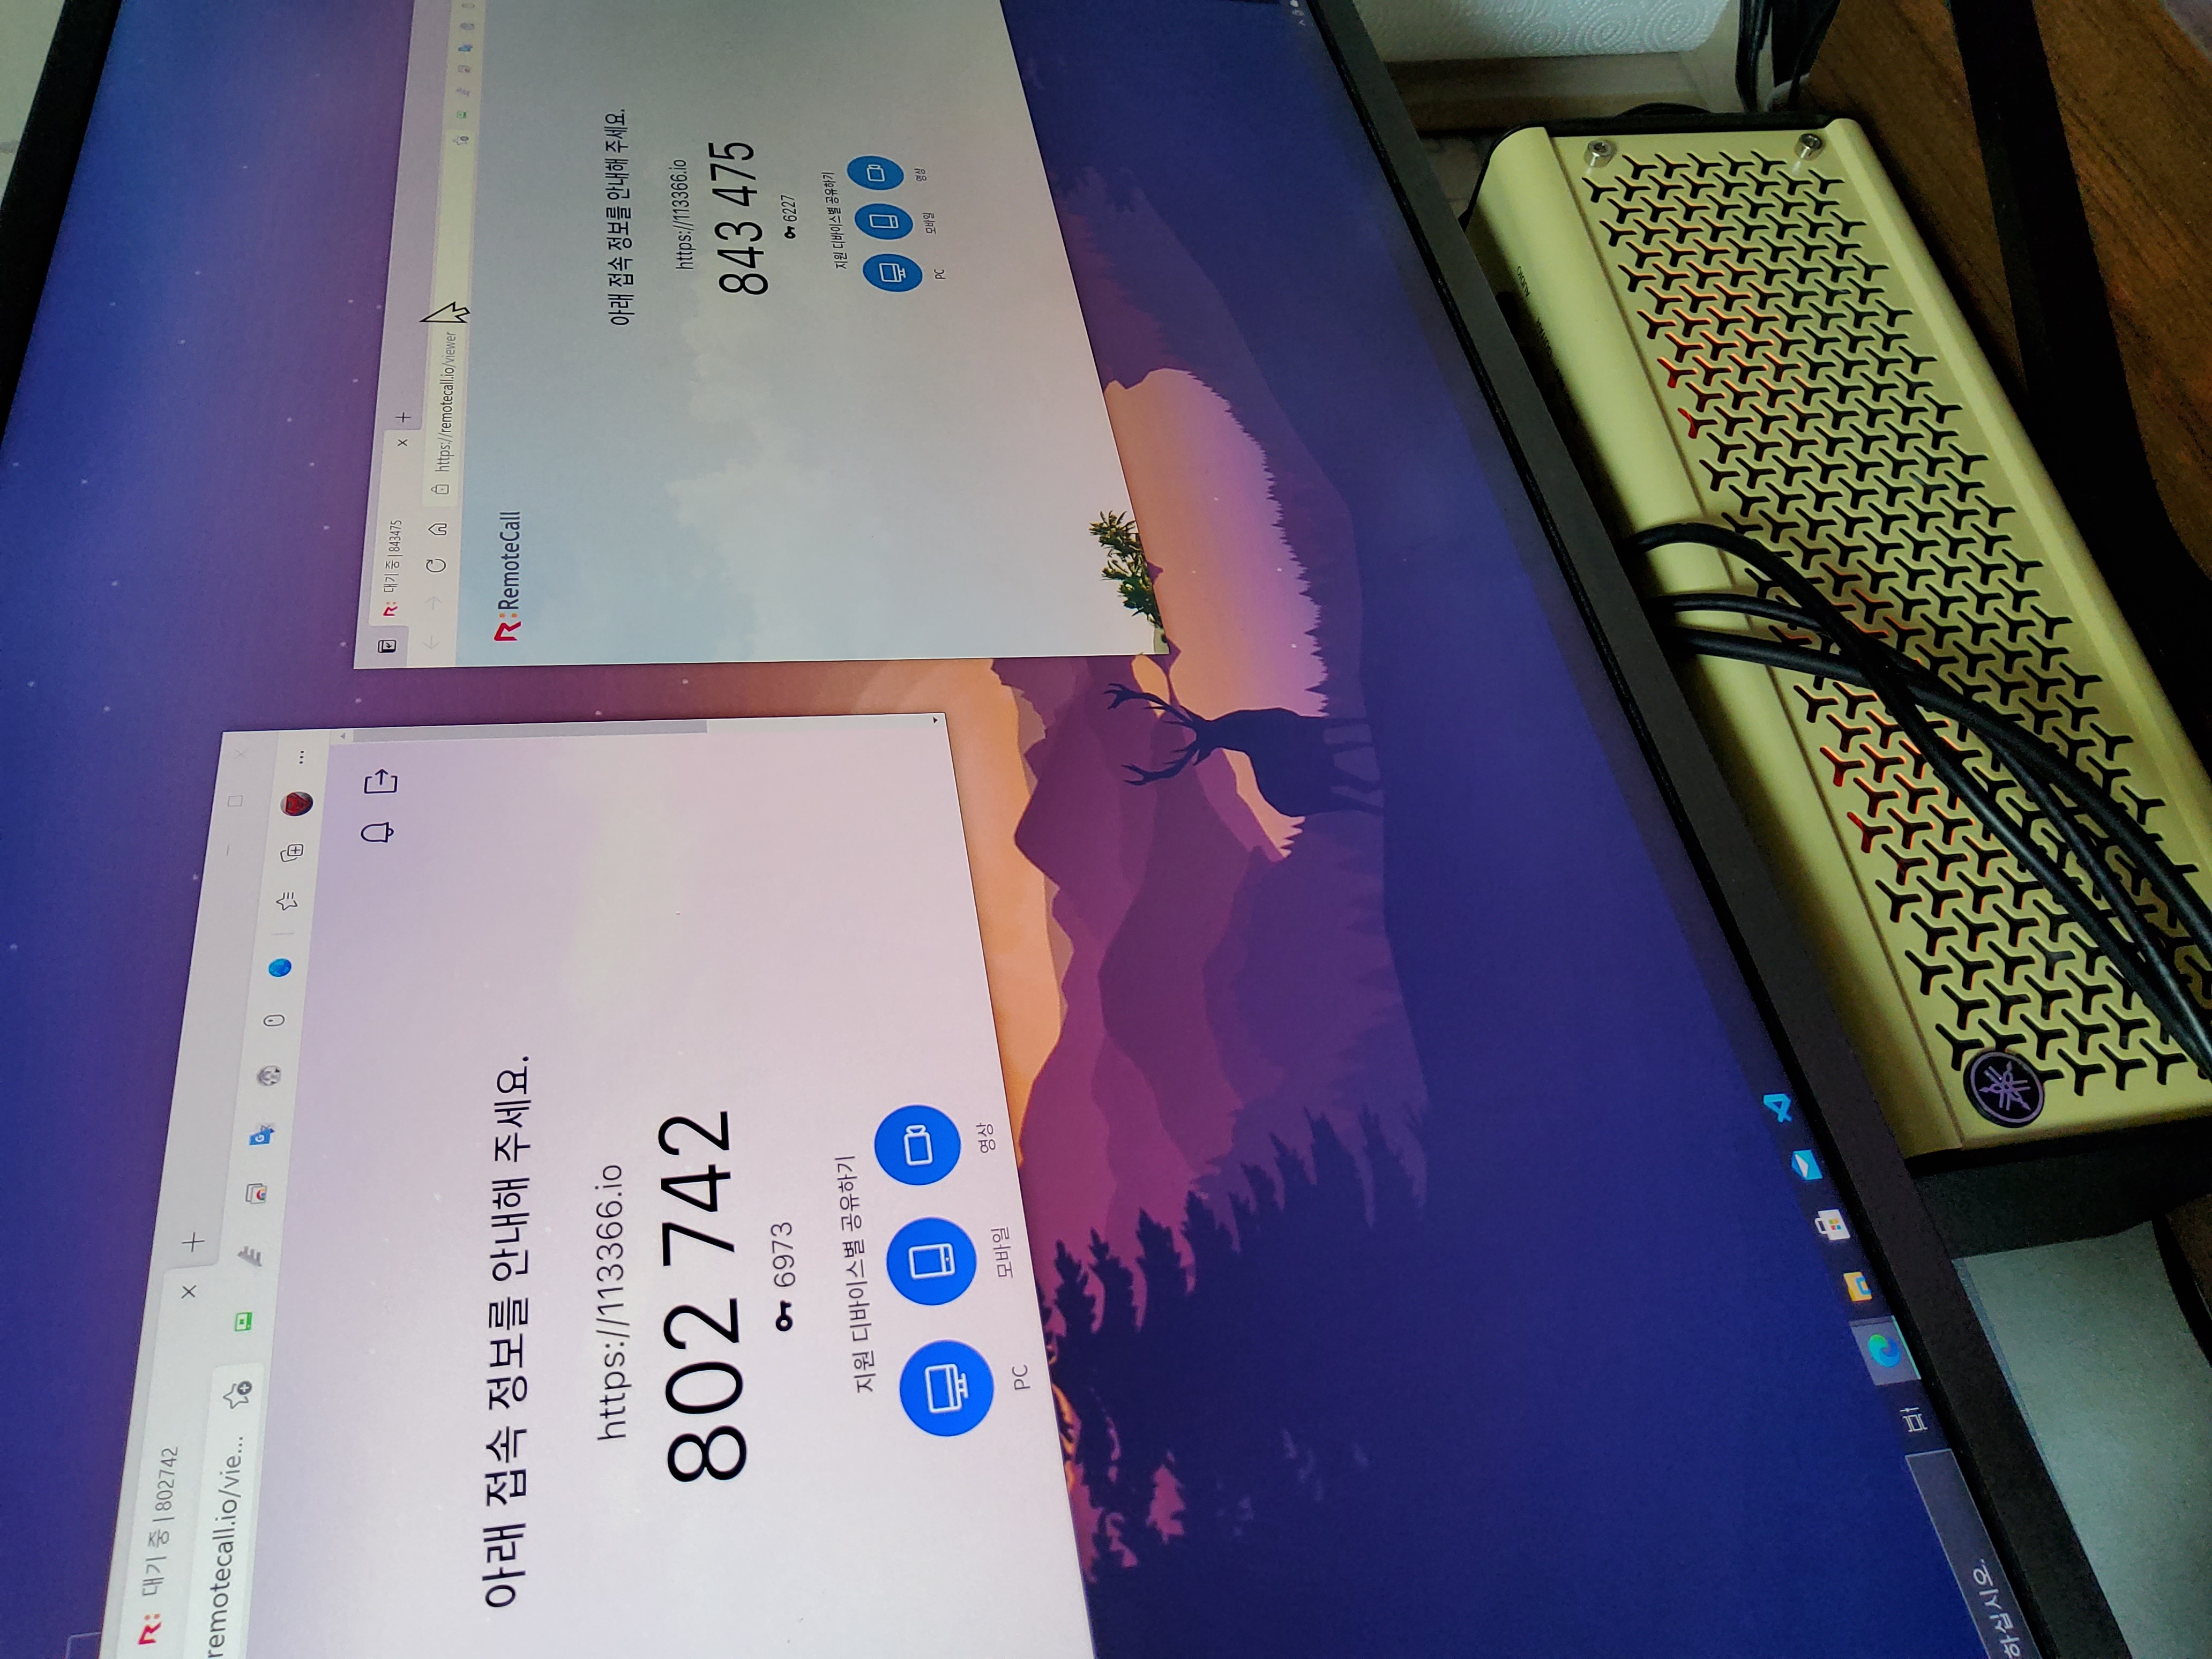 대기 중 | 802742
remotecall.io/vie...
아래 접속 정보를 안내해 주세요.
https://113366.io
802 742
6973
지원 디바이스별 공유하기
PC
모바일
영상
대기 중 | 843475
https://remotecall.io/viewer
R:RemoteCall
아래 접속 정보를 안내해 주세요.
https://113366.io
843 475
6227
지원 디바이스별 공유하기
PC
모바일
영상
하십시오.
AUDIO